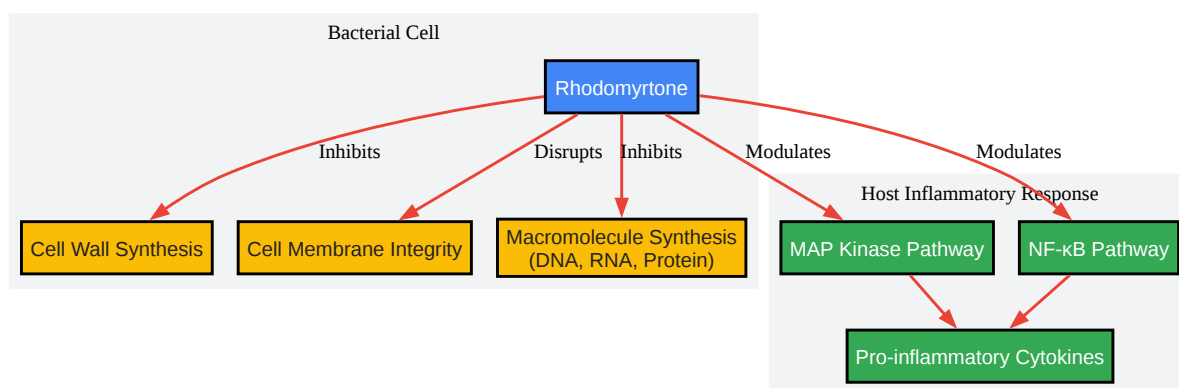 Bacterial Cell
Rhodomyrtone
Inhibits
Disrupts
Inhibits
Modulates
Modulates
Host Inflammatory Response
Cell Wall Synthesis
Cell Membrane Integrity
Macromolecule Synthesis
(DNA, RNA, Protein)
MAP Kinase Pathway
NF-κB Pathway
Pro-inflammatory Cytokines